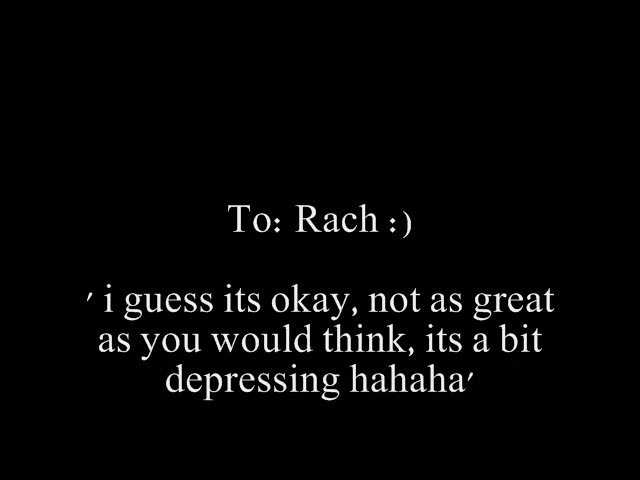 To: Rach :)
' i guess its okay, not as great
as you would think, its a bit
depressing hahaha'